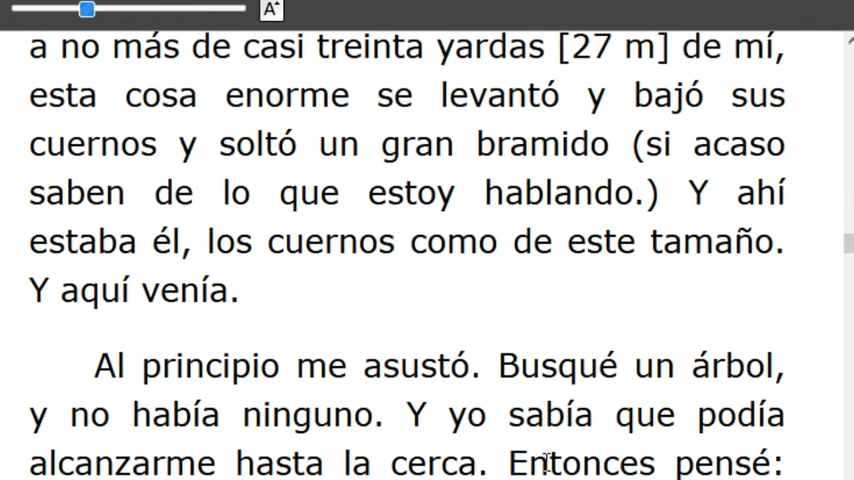 A
a no más de casi treinta yardas [27 m] de mí,
esta cosa enorme se levantó y bajó sus
cuernos y soltó un gran bramido (si acaso
saben de lo que estoy hablando.) Y ahí
estaba él, los cuernos como de este tamaño.
Y aquí venía.
Al principio me asustó. Busqué un árbol,
y no había ninguno. Y yo sabía que podía
alcanzarme hasta la cerca. Entonces pensé: